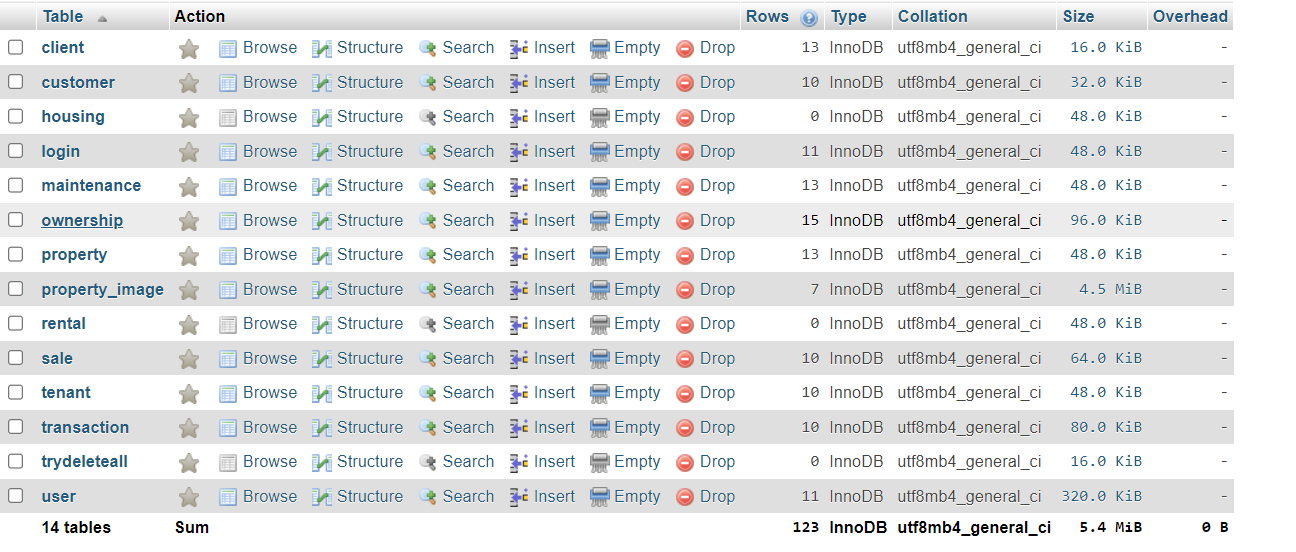 Table Action Rows Type Collation Size Overhead
client Browse Structure Search Insert Empty Drop 13 InnoDB utf8mb4_general_ci 16.0 KiB -
customer Browse Structure Search Insert Empty Drop 10 InnoDB utf8mb4_general_ci 32.0 KiB -
housing Browse Structure Search Insert Empty Drop 0 InnoDB utf8mb4_general_ci 48.0 KiB -
login Browse Structure Search Insert Empty Drop 11 InnoDB utf8mb4_general_ci 48.0 KiB -
maintenance Browse Structure Search Insert Empty Drop 13 InnoDB utf8mb4_general_ci 48.0 KiB -
ownership Browse Structure Search Insert Empty Drop 15 InnoDB utf8mb4_general_ci 96.0 KiB -
property Browse Structure Search Insert Empty Drop 13 InnoDB utf8mb4_general_ci 48.0 KiB -
property_image Browse Structure Search Insert Empty Drop 7 InnoDB utf8mb4_general_ci 4.5 MiB -
rental Browse Structure Search Insert Empty Drop 0 InnoDB utf8mb4_general_ci 48.0 KiB -
sale Browse Structure Search Insert Empty Drop 10 InnoDB utf8mb4_general_ci 64.0 KiB -
tenant Browse Structure Search Insert Empty Drop 10 InnoDB utf8mb4_general_ci 48.0 KiB -
transaction Browse Structure Search Insert Empty Drop 10 InnoDB utf8mb4_general_ci 80.0 KiB -
trydeleteall Browse Structure Search Insert Empty Drop 0 InnoDB utf8mb4_general_ci 16.0 KiB -
user Browse Structure Search Insert Empty Drop 11 InnoDB utf8mb4_general_ci 320.0 KiB -
14 tables Sum 123 InnoDB utf8mb4_general_ci 5.4 MiB 0 B